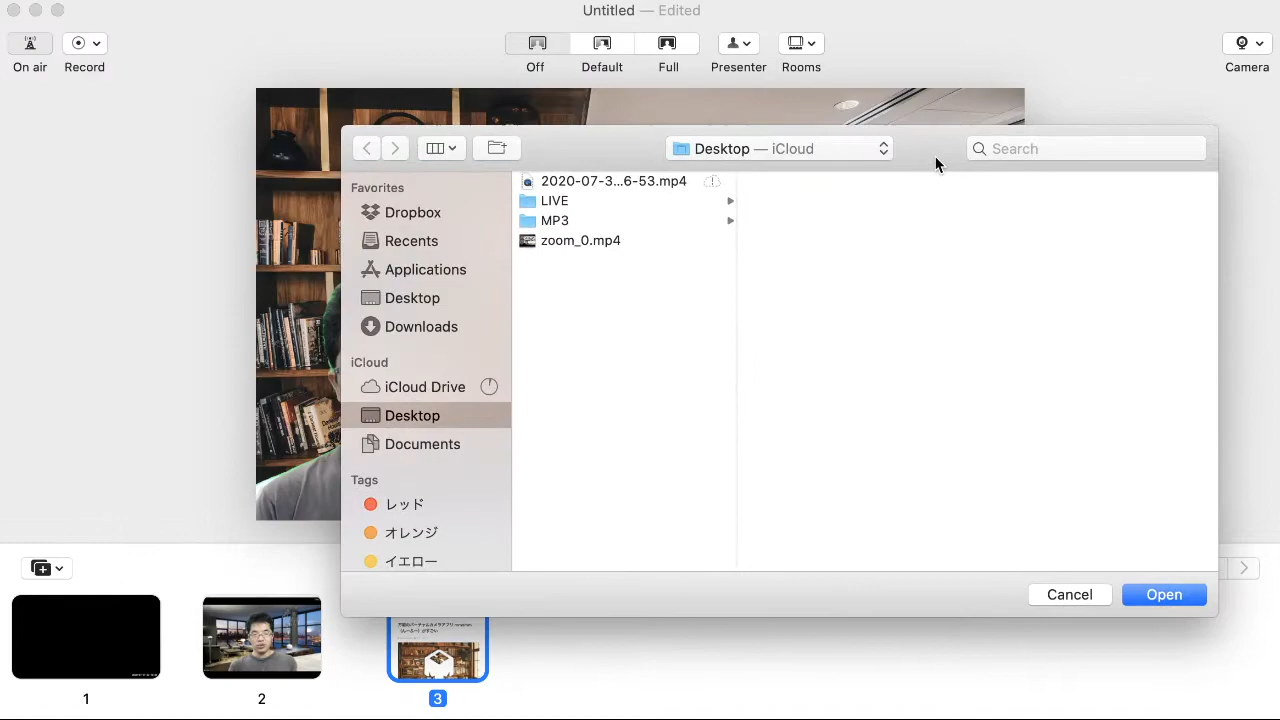 Untitled — Edited
On air
Record
Off
Default
Full
Presenter
Rooms
Camera
Desktop — iCloud
Search
Favorites
Dropbox
Recents
Applications
Desktop
Downloads
iCloud
iCloud Drive
Desktop
Documents
Tags
レッド
オレンジ
イエロー
2020-07-3...6-53.mp4
LIVE
MP3
zoom_0.mp4
Cancel
Open
1
2
3